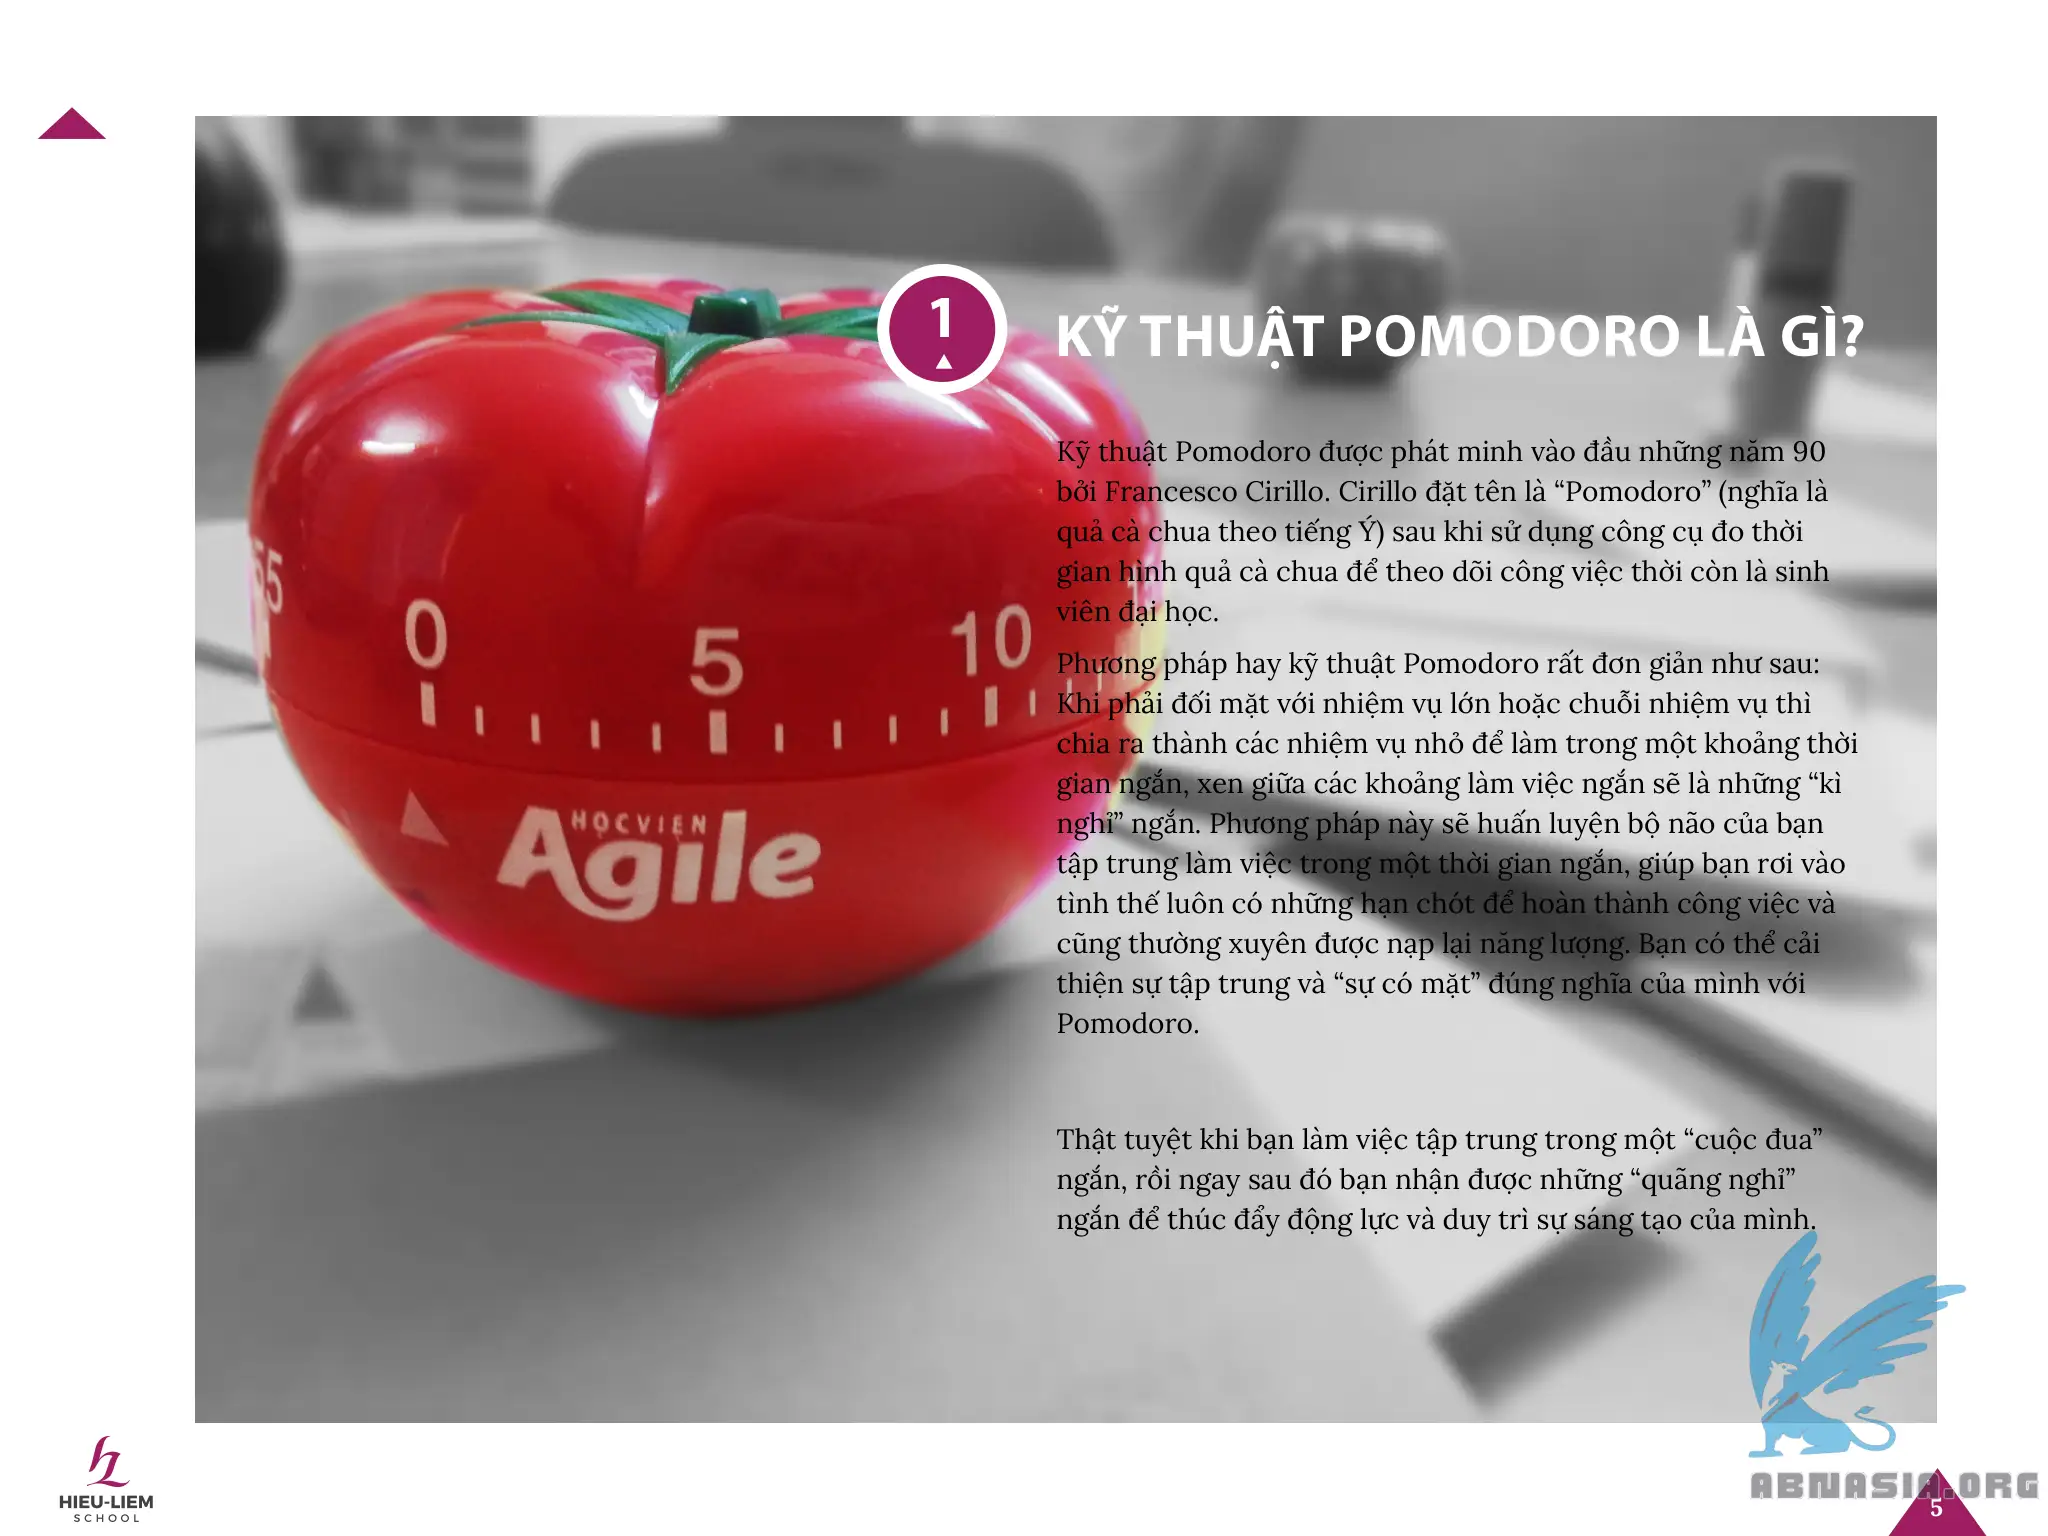 1
KỸ THUẬT POMODORO LÀ GÌ?
Kỹ thuật Pomodoro được phát minh vào đầu những năm 90
bởi Francesco Cirillo. Cirillo đặt tên là “Pomodoro” (nghĩa là
quả cà chua theo tiếng Ý) sau khi sử dụng công cụ đo thời
gian hình quả cà chua để theo dõi công việc thời còn là sinh
viên đại học.
Phương pháp hay kỹ thuật Pomodoro rất đơn giản như sau:
Khi phải đối mặt với nhiệm vụ lớn hoặc chuỗi nhiệm vụ thì
chia ra thành các nhiệm vụ nhỏ để làm trong một khoảng thời
gian ngắn, xen giữa các khoảng làm việc ngắn sẽ là những “kì
nghỉ” ngắn. Phương pháp này sẽ huấn luyện bộ não của bạn
tập trung làm việc trong một thời gian ngắn, giúp bạn rơi vào
tình thế luôn có những hạn chót để hoàn thành công việc và
cũng thường xuyên được nạp lại năng lượng. Bạn có thể cải
thiện sự tập trung và “sự có mặt” đúng nghĩa của mình với
Pomodoro.
Thật tuyệt khi bạn làm việc tập trung trong một “cuộc đua”
ngắn, rồi ngay sau đó bạn nhận được những “quãng nghỉ”
ngắn để thúc đẩy động lực và duy trì sự sáng tạo của mình.
55 0 5 10
HỌC VIỆN
Agile
HIEU-LIEM
SCHOOL
ABNASIA.ORG
5